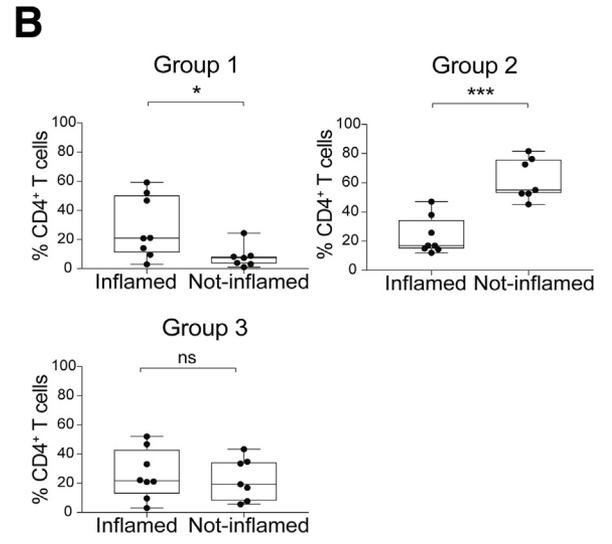 B
Group 1
*
% CD4⁺ T cells
100
80
60
40
20
0
Inflamed Not-inflamed
Group 2
***
% CD4⁺ T cells
100
80
60
40
20
0
Inflamed Not-inflamed
Group 3
ns
% CD4⁺ T cells
100
80
60
40
20
0
Inflamed Not-inflamed